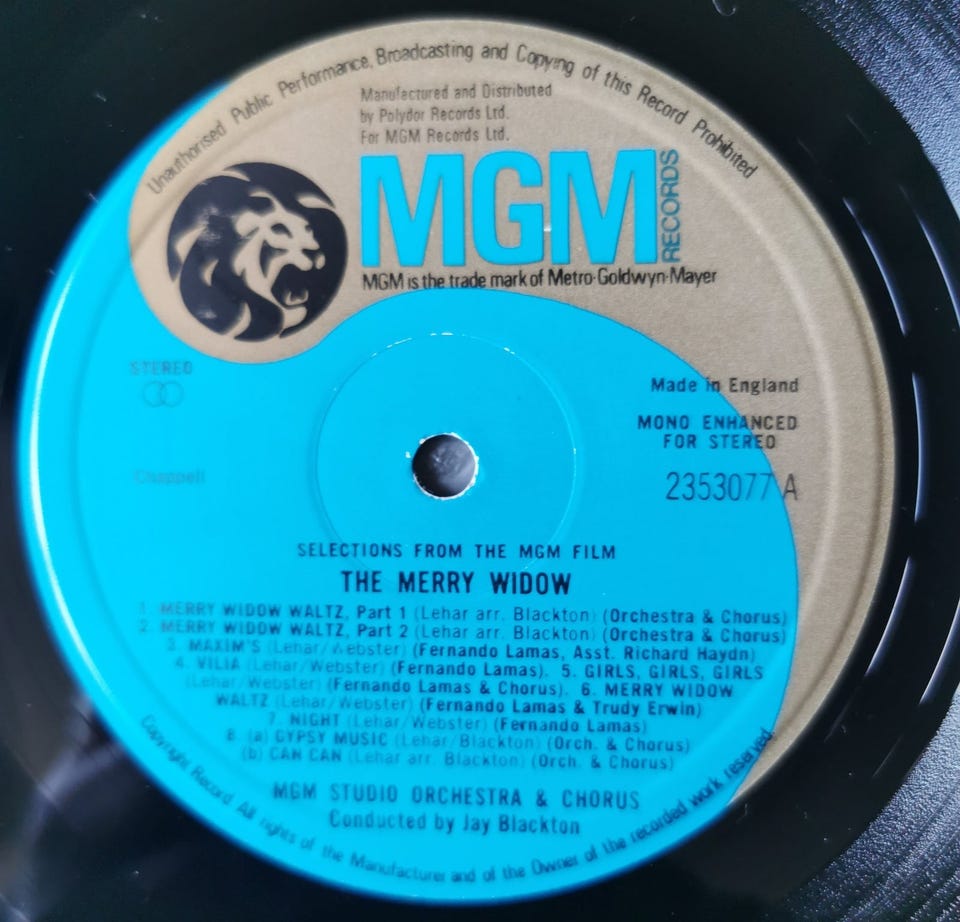 Unauthorised Public Performance, Broadcasting and Copying of this Record Prohibited
Manufactured and Distributed
by Polydor Records Ltd.
For MGM Records Ltd.
MGM RECORDS
MGM is the trade mark of Metro-Goldwyn-Mayer
STEREO
Made in England
MONO ENHANCED
FOR STEREO
Chappell
2353077 A
SELECTIONS FROM THE MGM FILM
THE MERRY WIDOW
1. MERRY WIDOW WALTZ, Part 1 (Lehar arr. Blackton) (Orchestra & Chorus)
2. MERRY WIDOW WALTZ, Part 2 (Lehar arr. Blackton) (Orchestra & Chorus)
3. MAXIM'S (Lehar/Webster) (Fernando Lamas, Asst. Richard Haydn)
4. VILIA (Lehar/Webster) (Fernando Lamas). 5. GIRLS, GIRLS, GIRLS
(Lehar/Webster) (Fernando Lamas & Chorus). 6. MERRY WIDOW
WALTZ (Lehar/Webster) (Fernando Lamas & Trudy Erwin)
7. NIGHT (Lehar/Webster) (Fernando Lamas)
8. (a) GYPSY MUSIC (Lehar/Blackton) (Orch. & Chorus)
(b) CAN CAN (Lehar arr. Blackton) (Orch. & Chorus)
MGM STUDIO ORCHESTRA & CHORUS
Conducted by Jay Blackton
Copyright Record All rights of the Manufacturer and of the Owner of the recorded work reserved.